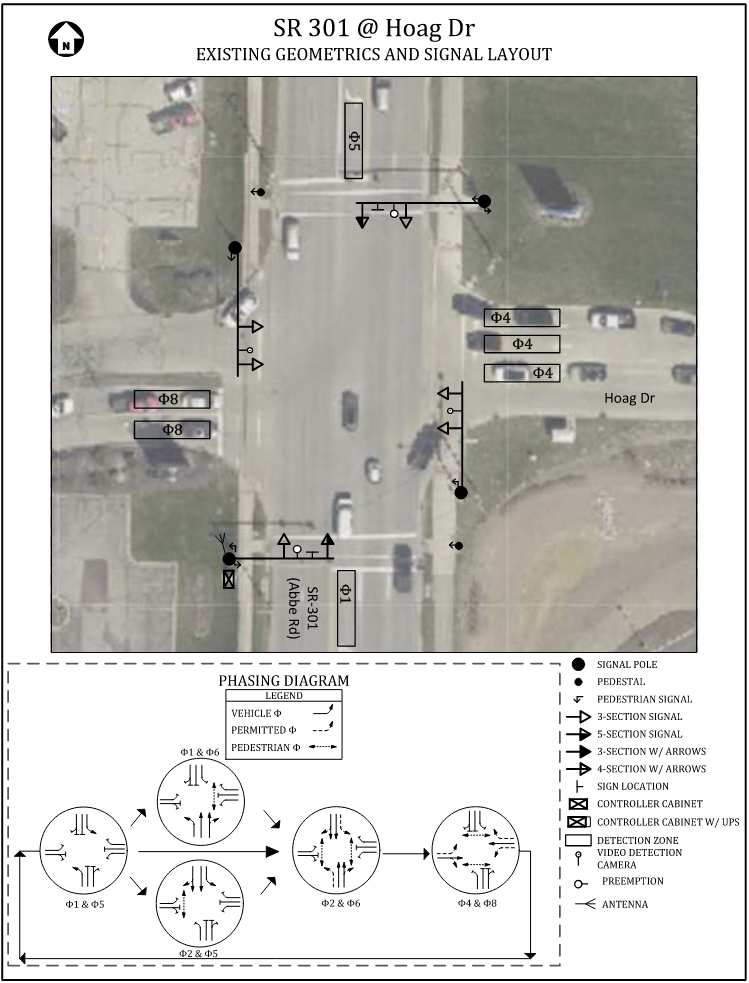 SR 301 @ Hoag Dr
N
EXISTING GEOMETRICS AND SIGNAL LAYOUT
Φ5
Φ4
Φ4
Φ4
Φ8
Φ8
Hoag Dr
SR-301
(Abbe Rd)
Φ1
PHASING DIAGRAM
LEGEND
VEHICLE Φ
PERMITTED Φ
PEDESTRIAN Φ
Φ1 & Φ6
Φ1 & Φ5
Φ2 & Φ5
Φ2 & Φ6
Φ4 & Φ8
SIGNAL POLE
PEDESTAL
PEDESTRIAN SIGNAL
3-SECTION SIGNAL
5-SECTION SIGNAL
3-SECTION W/ ARROWS
4-SECTION W/ ARROWS
SIGN LOCATION
CONTROLLER CABINET
CONTROLLER CABINET W/ UPS
DETECTION ZONE
VIDEO DETECTION
CAMERA
PREEMPTION
ANTENNA